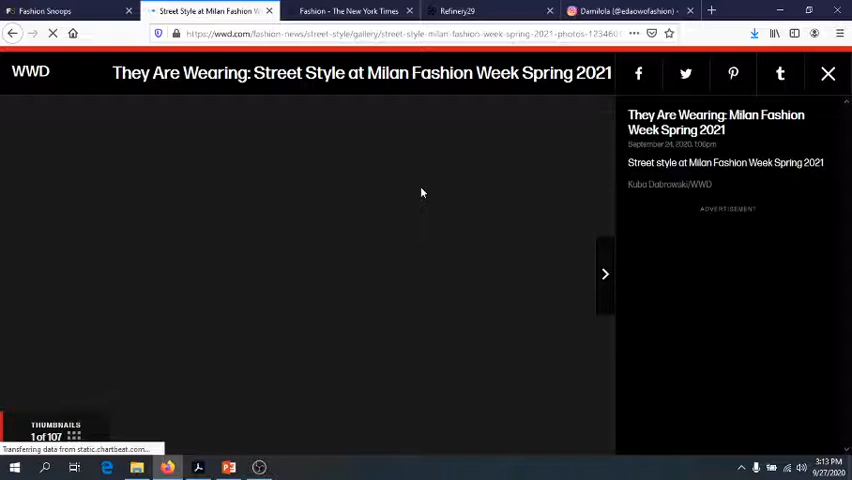 Fashion Snoops
Street Style at Milan Fashion W
Fashion - The New York Times
Refinery29
Damilola (@edaowofashion) •
https://wwd.com/fashion-news/street-style/gallery/street-style-milan-fashion-week-spring-2021-photos-1234601
WWD
They Are Wearing: Street Style at Milan Fashion Week Spring 2021
They Are Wearing: Milan Fashion
Week Spring 2021
September 24, 2020, 1:06pm
Street style at Milan Fashion Week Spring 2021
Kuba Dabrowski/WWD
ADVERTISEMENT
THUMBNAILS
1 of 107
Transferring data from static.chartbeat.com...
3:13 PM
9/27/2020